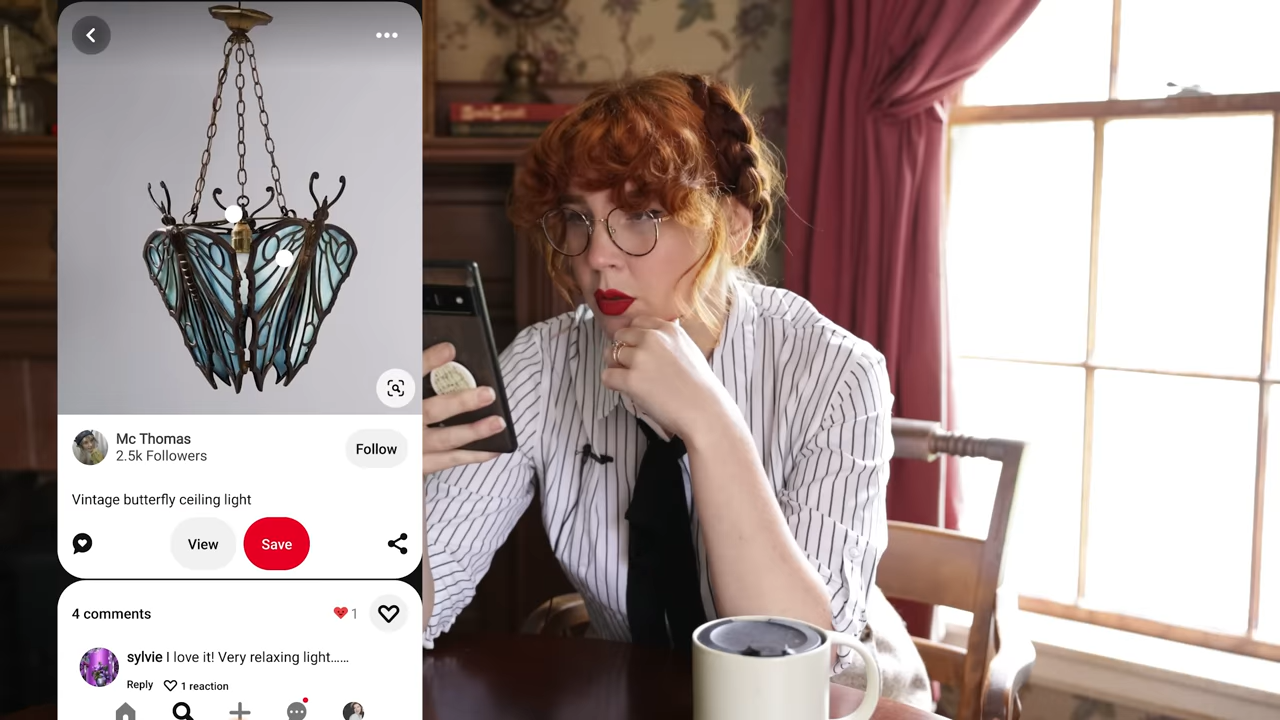 Mc Thomas
2.5k Followers
Follow
Vintage butterfly ceiling light
View
Save
4 comments
1
sylvie I love it! Very relaxing light......
Reply
1 reaction